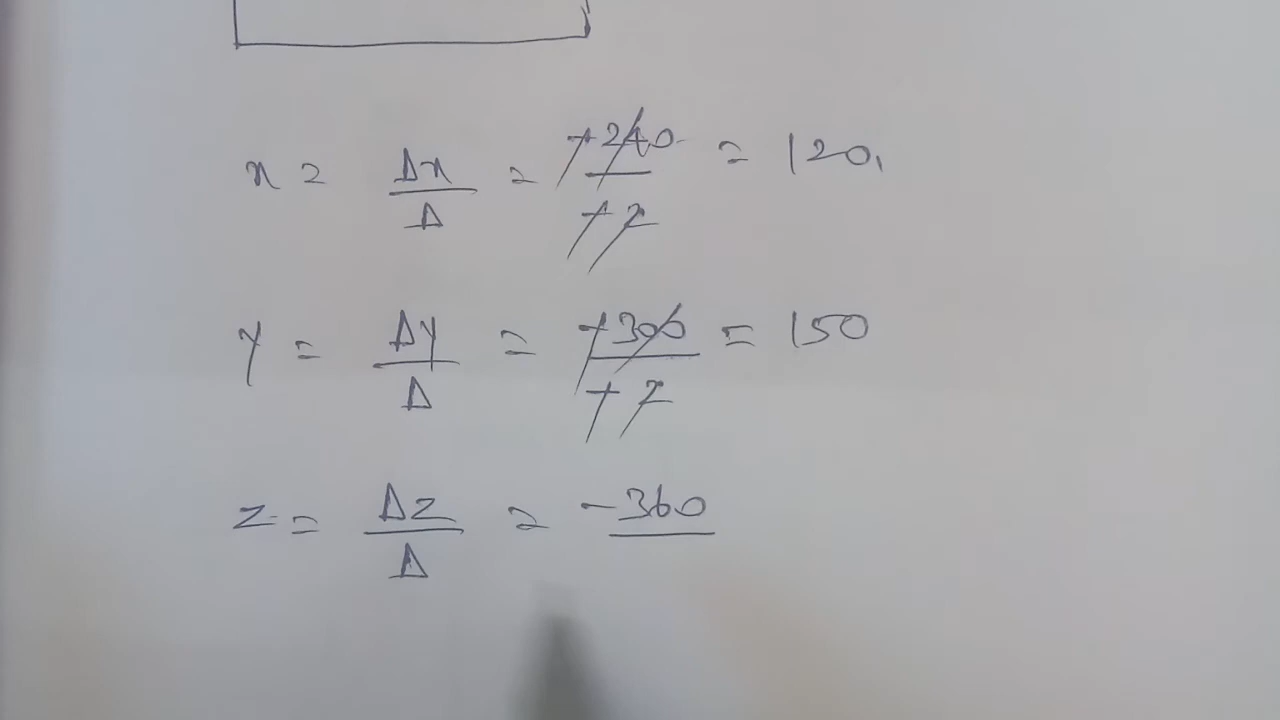 x = Δx/Δ = -240/-2 = 120.
y = Δy/Δ = -300/-2 = 150
z = Δz/Δ = -360